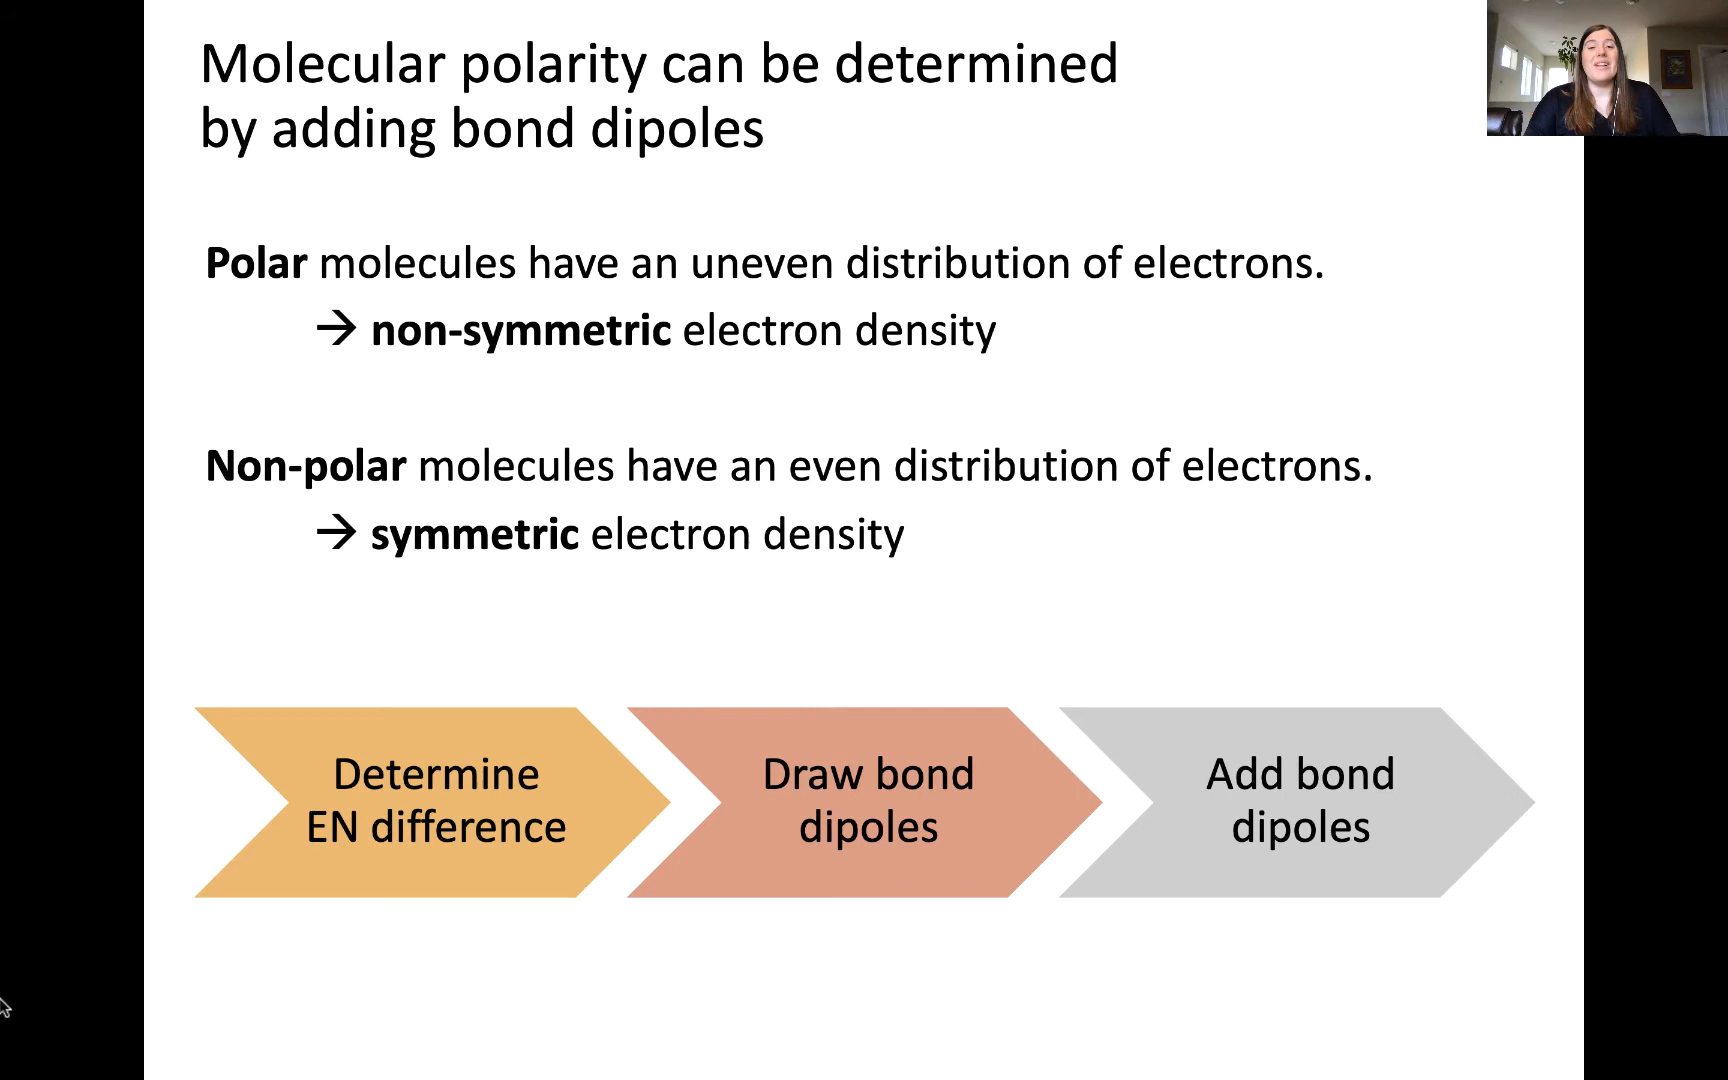 Molecular polarity can be determined
by adding bond dipoles
Polar molecules have an uneven distribution of electrons.
→ non-symmetric electron density
Non-polar molecules have an even distribution of electrons.
→ symmetric electron density
Determine
EN difference
Draw bond
dipoles
Add bond
dipoles